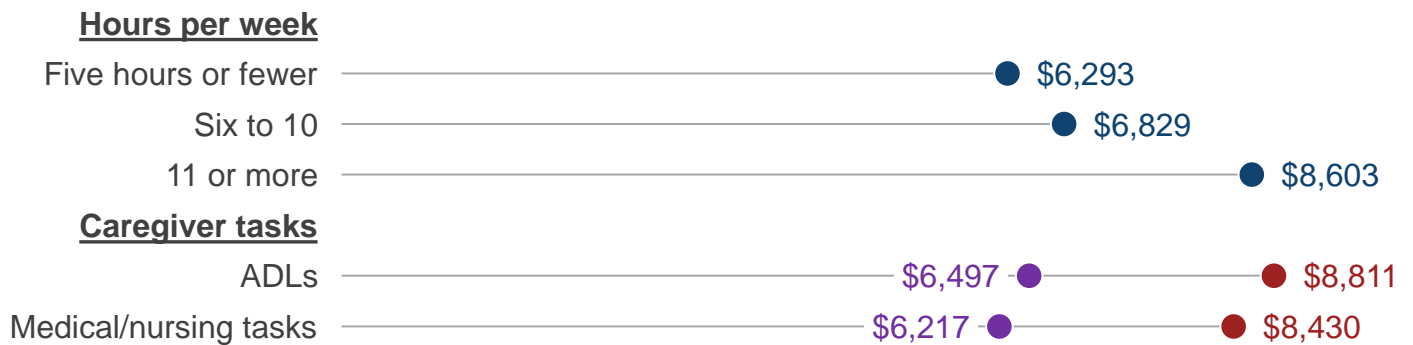 Hours per week
Five hours or fewer $6,293
Six to 10 $6,829
11 or more $8,603
Caregiver tasks
ADLs $6,497 $8,811
Medical/nursing tasks $6,217 $8,430